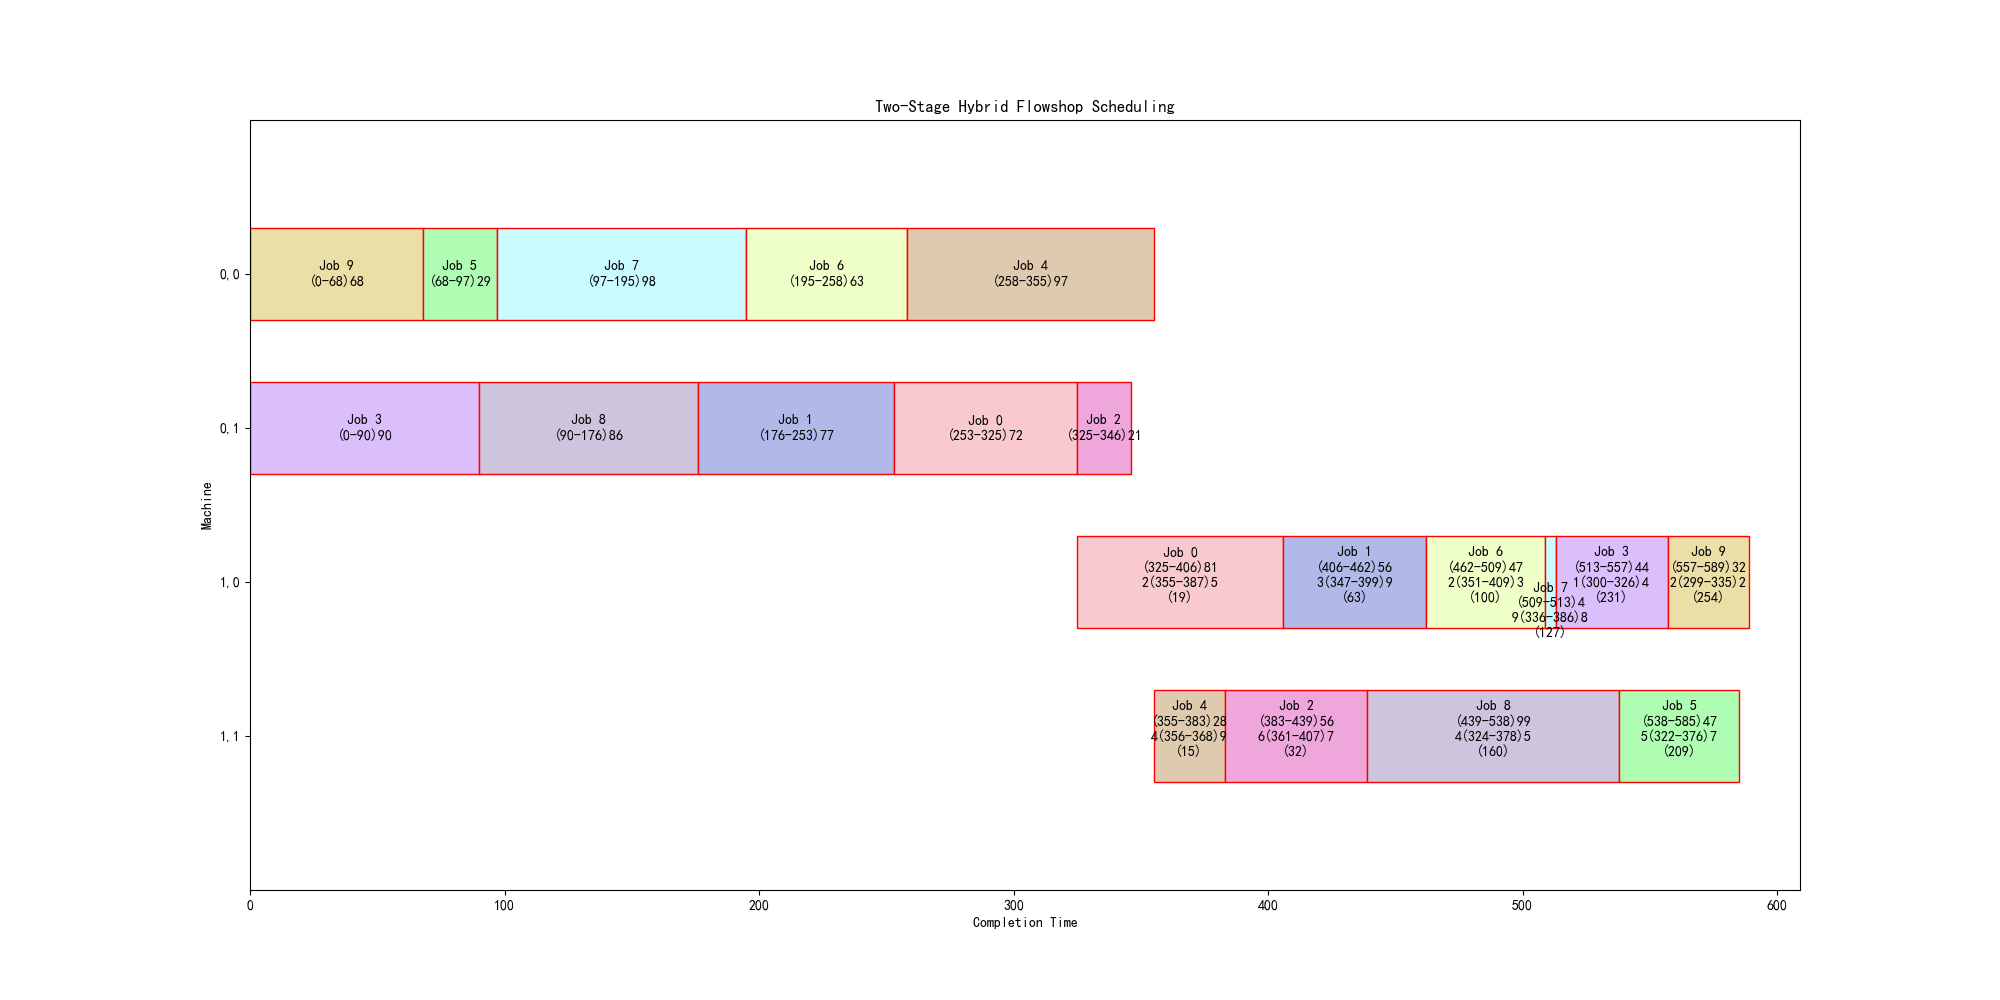 Two-Stage Hybrid Flowshop Scheduling
0,0
Job 9
(0-68)68
Job 5
(68-97)29
Job 7
(97-195)98
Job 6
(195-258)63
Job 4
(258-355)97
0,1
Job 3
(0-90)90
Job 8
(90-176)86
Job 1
(176-253)77
Job 0
(253-325)72
Job 2
(325-346)21
Machine
1,0
Job 0
(325-406)81
2(355-387)5
(19)
Job 1
(406-462)56
3(347-399)9
(63)
Job 6
(462-509)47
2(351-409)3
(100)
Job 7
(509-513)4
9(336-386)8
(127)
Job 3
(513-557)44
1(300-326)4
(231)
Job 9
(557-589)32
2(299-335)2
(254)
1,1
Job 4
(355-383)28
4(356-368)9
(15)
Job 2
(383-439)56
6(361-407)7
(32)
Job 8
(439-538)99
4(324-378)5
(160)
Job 5
(538-585)47
5(322-376)7
(209)
0
100
200
300
400
500
600
Completion Time